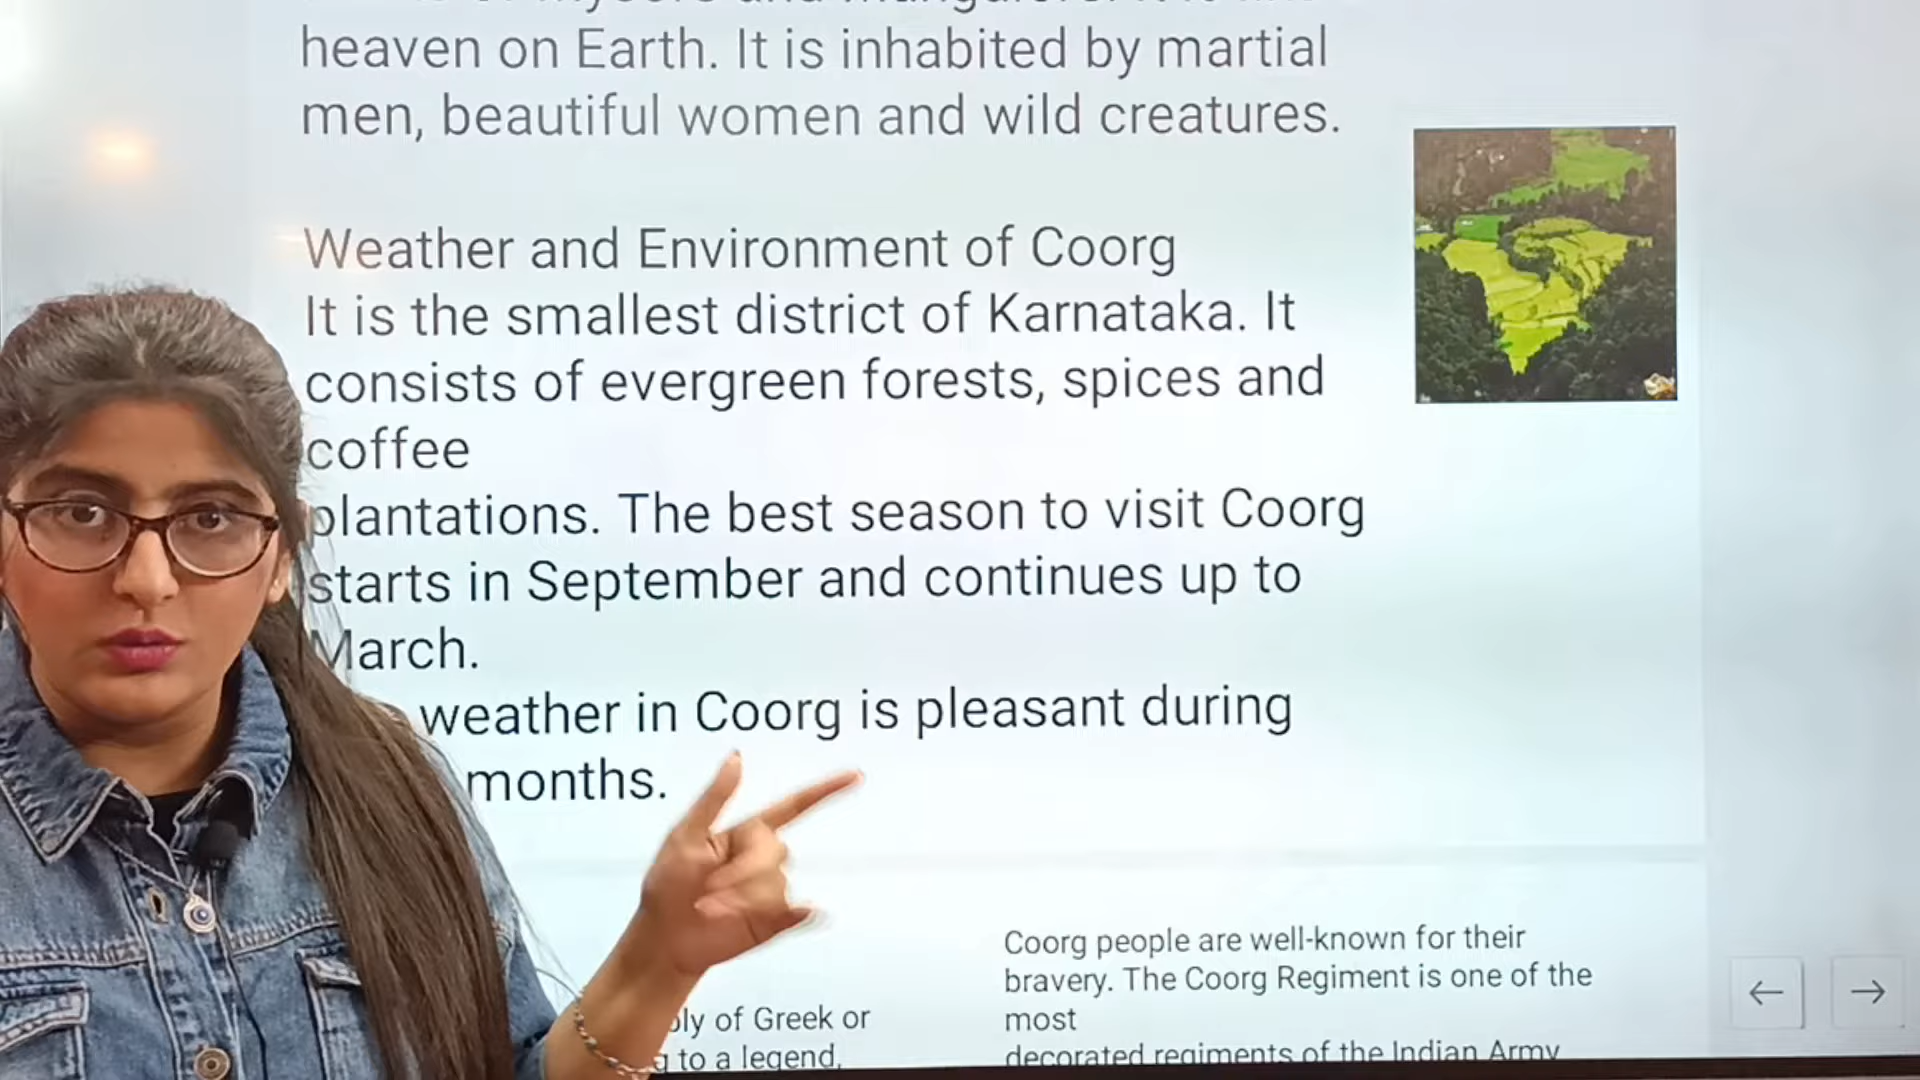 heaven on Earth. It is inhabited by martial
men, beautiful women and wild creatures.
Weather and Environment of Coorg
It is the smallest district of Karnataka. It
consists of evergreen forests, spices and
coffee
plantations. The best season to visit Coorg
starts in September and continues up to
March.
weather in Coorg is pleasant during
months.
of Greek or
to a legend,
Coorg people are well-known for their
bravery. The Coorg Regiment is one of the
most
decorated regiments of the Indian Army